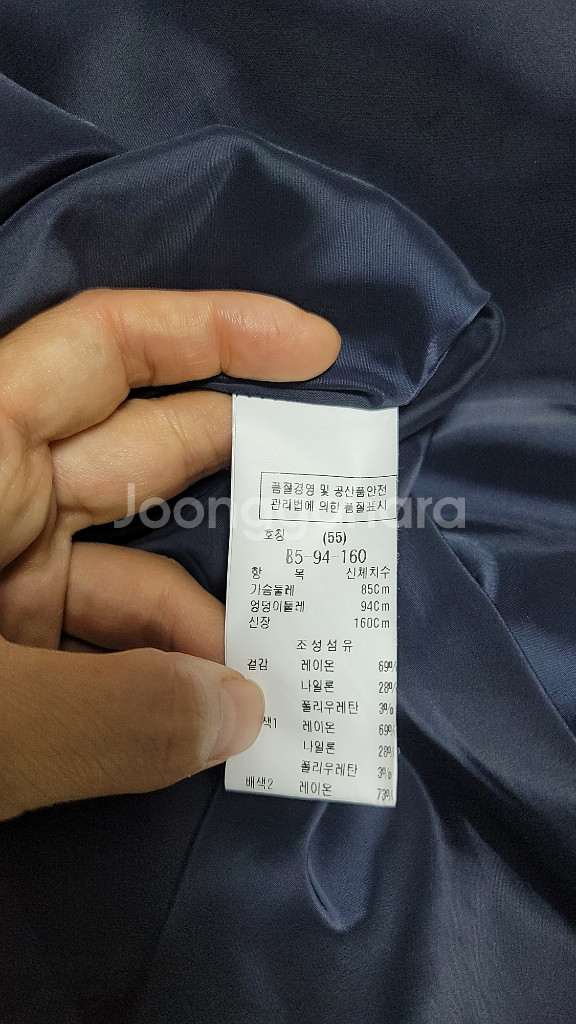 품질경영 및 공산품안전
관리법에 의한 품질표시
호칭 (55)
85-94-160
항 목 신체치수
가슴둘레 85Cm
엉덩이둘레 94Cm
신장 160Cm
조성섬유
겉감 레이온 69%
나일론 28%
폴리우레탄 3%
색1 레이온 69%
나일론 28%
폴리우레탄 3%
배색2 레이온 73%
Joonggonara